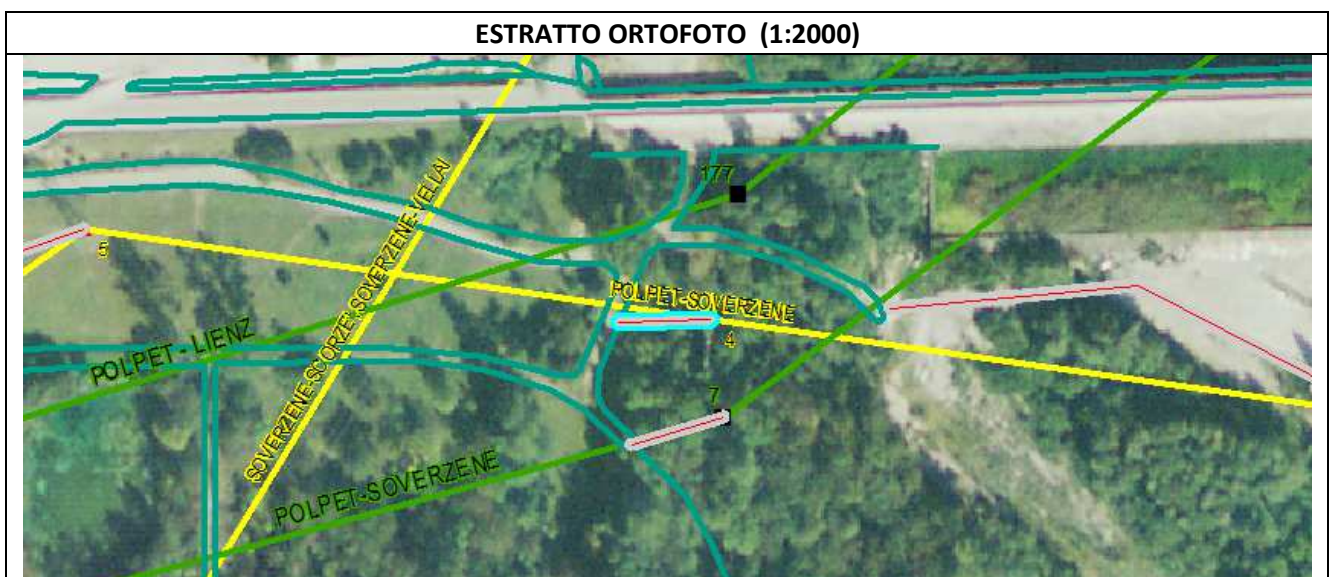 ESTRATTO ORTOFOTO (1:2000)
177
SOVERZENE-SCORZE',SOVERZENE-VELLAI
5
POLPET-SOVERZENE
4
POLPET - LIENZ
7
POLPET-SOVERZENE